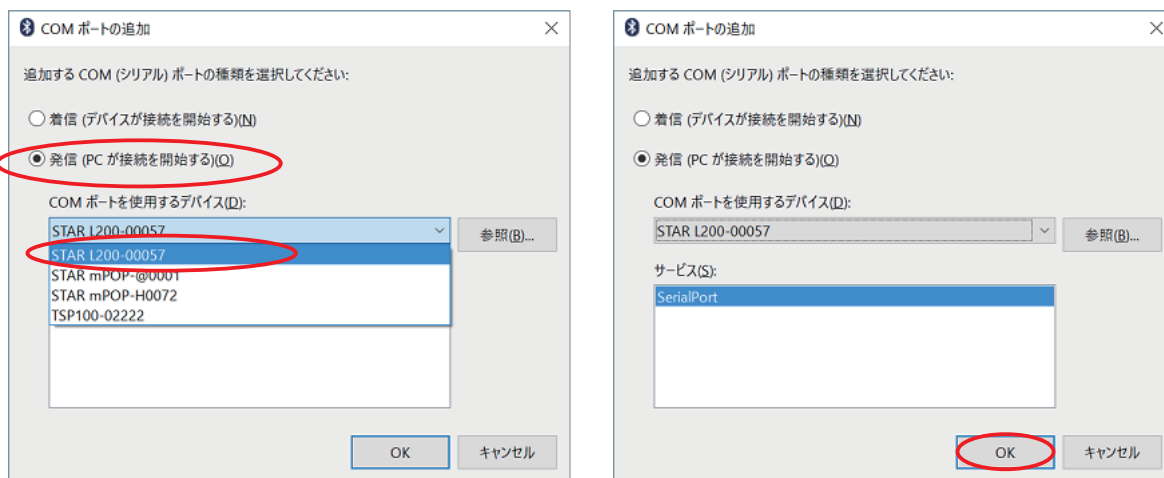 COM ポートの追加
追加する COM (シリアル) ポートの種類を選択してください:
着信 (デバイスが接続を開始する)(N)
発信 (PC が接続を開始する)(O)
COM ポートを使用するデバイス(D):
STAR L200-00057
参照(B)...
STAR L200-00057
STAR mPOP-@0001
STAR mPOP-H0072
TSP100-02222
OK
キャンセル
COM ポートの追加
追加する COM (シリアル) ポートの種類を選択してください:
着信 (デバイスが接続を開始する)(N)
発信 (PC が接続を開始する)(O)
COM ポートを使用するデバイス(D):
STAR L200-00057
参照(B)...
サービス(S):
SerialPort
OK
キャンセル